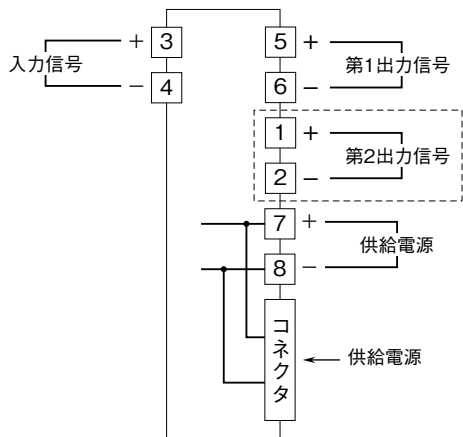 入力信号
+ 3
− 4
5 +
6 −
第1出力信号
1 +
2 −
第2出力信号
7 +
8 −
供給電源
コネクタ
供給電源